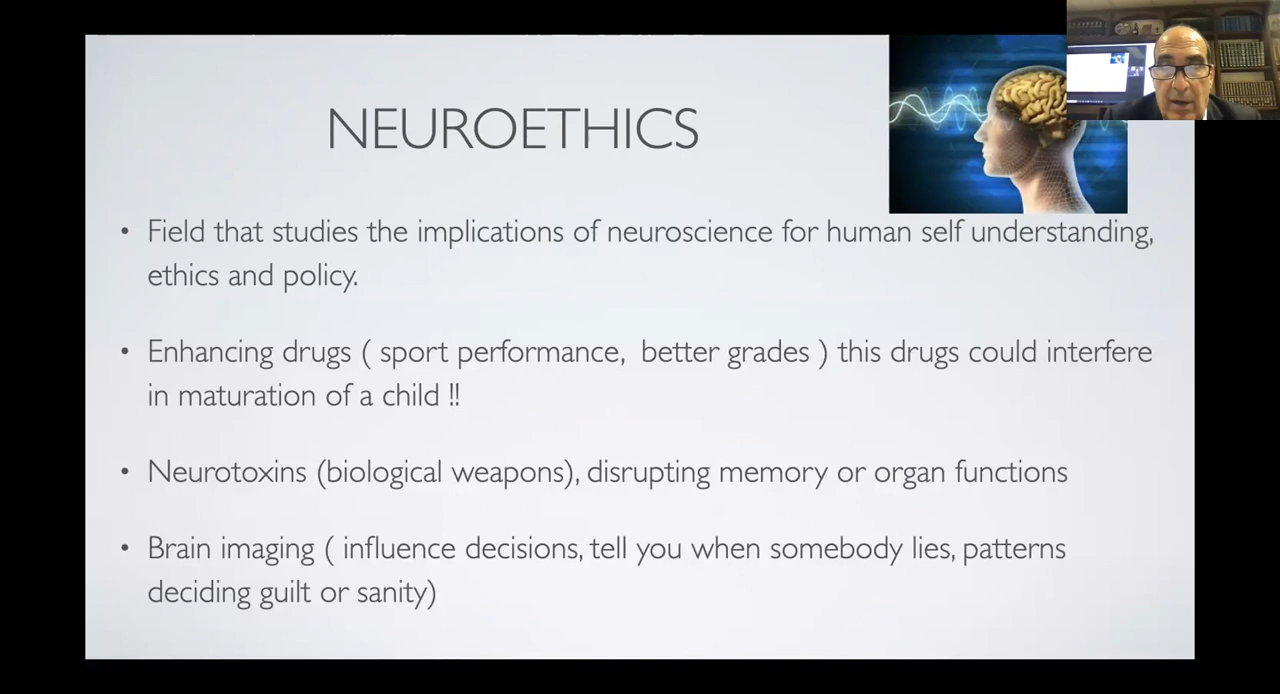 NEUROETHICS
• Field that studies the implications of neuroscience for human self understanding,
ethics and policy.
• Enhancing drugs ( sport performance,  better grades ) this drugs could interfere
in maturation of a child !!
• Neurotoxins (biological weapons), disrupting memory or organ functions
• Brain imaging ( influence decisions, tell you when somebody lies, patterns
deciding guilt or sanity)